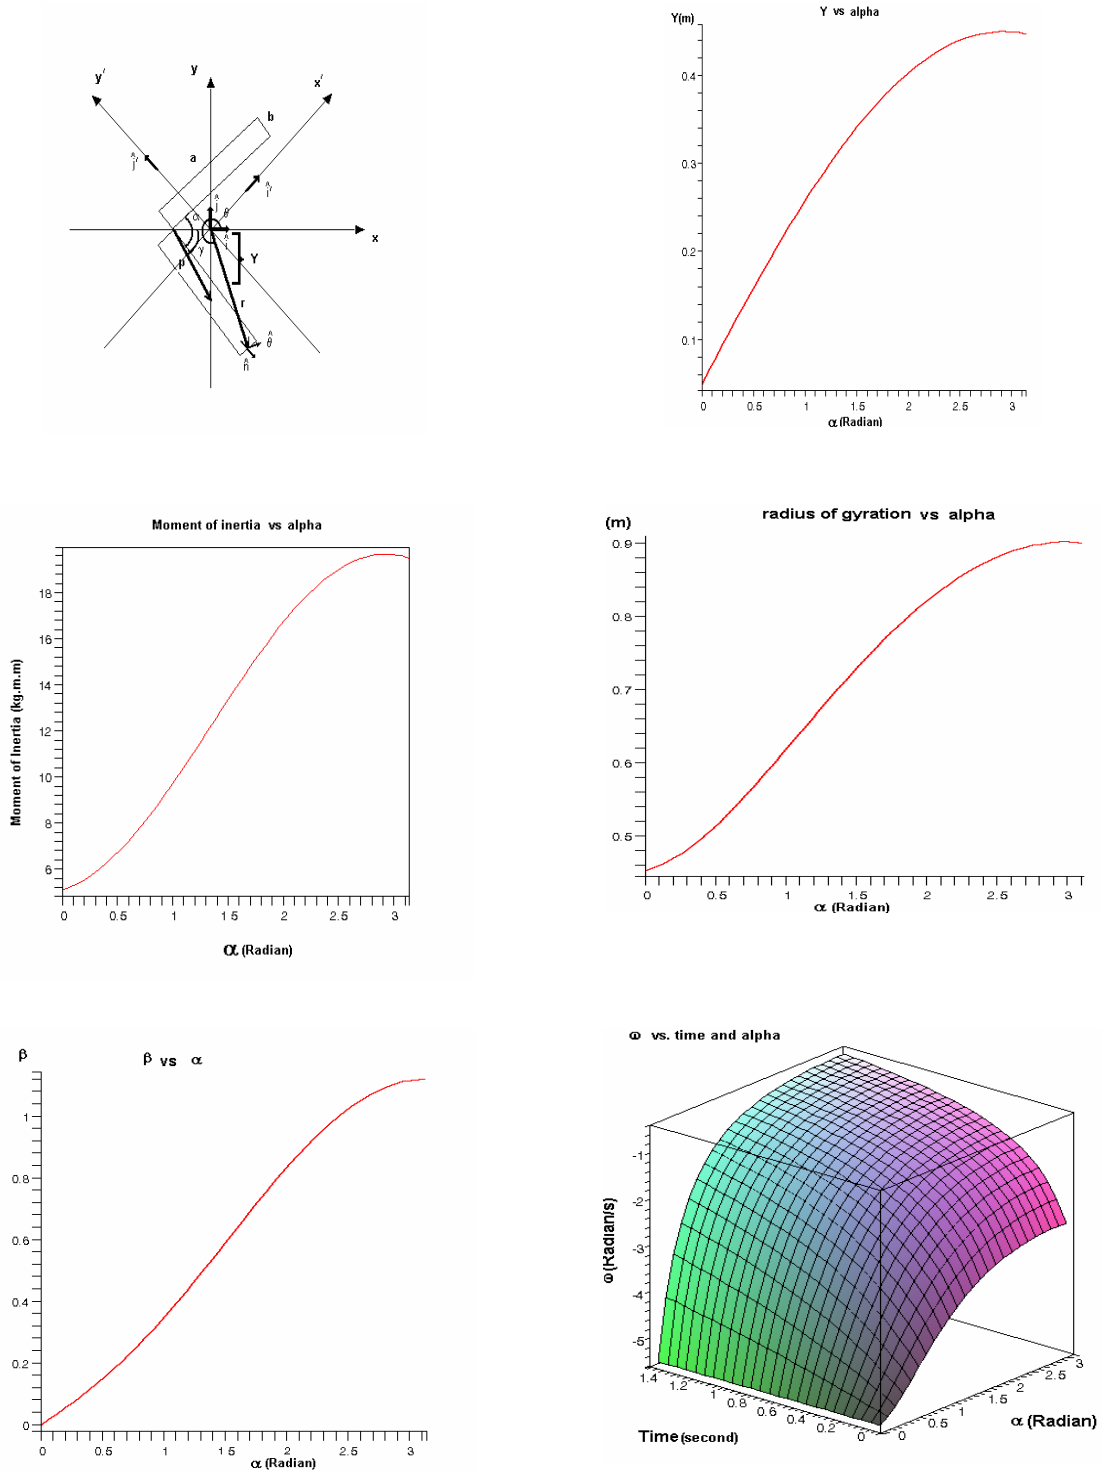 y
y′
x′
b
a
ĵ′
î′
ĵ
θ
α
î
x
γ
Y
p
r
θ̂
n̂
Y vs alpha
Y(m)
0.4
0.3
0.2
0.1
0 0.5 1 1.5 2 2.5 3
α (Radian)
Moment of inertia vs alpha
Moment of Inertia (kg.m.m)
18
16
14
12
10
8
6
0 0.5 1 1 5 2 2.5 3
α (Radian)
radius of gyration vs alpha
(m)
0.9
0.8
0.7
0.6
0.5
0 0.5 1 1.5 2 2.5 3
α (Radian)
β vs α
β
1
0.8
0.6
0.4
0.2
0
0 0.5 1 1.5 2 2.5 3
α (Radian)
ω vs. time and alpha
ω (Radian/s)
-1
-2
-3
-4
-5
1.4 1.2 1 0.8 0.6 0.4 0.2 0
Time (second)
0 0.5 1 1.5 2 2.5 3
α (Radian)